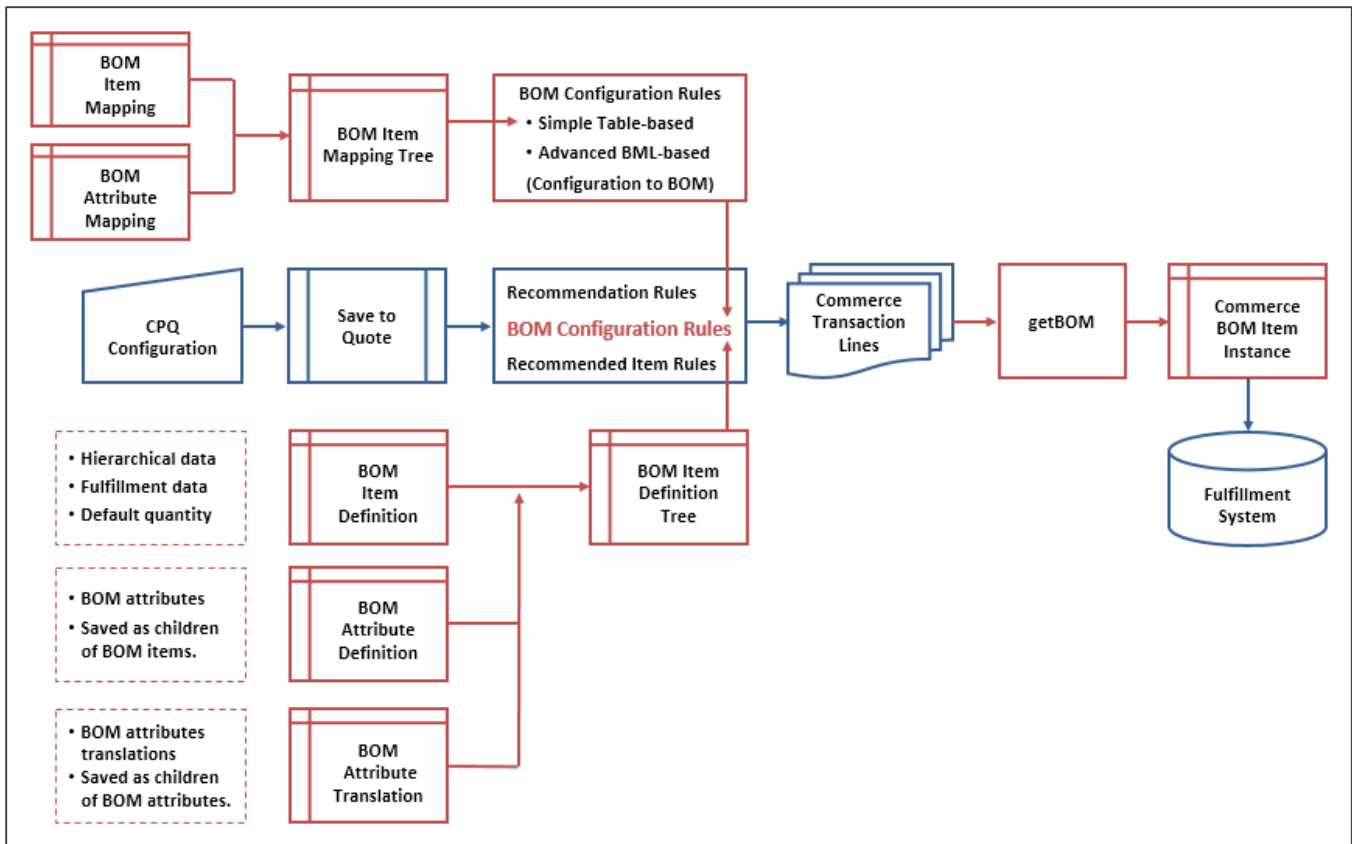 BOM
Item
Mapping
BOM
Attribute
Mapping
BOM Item
Mapping Tree
BOM Configuration Rules
• Simple Table-based
• Advanced BML-based
(Configuration to BOM)
CPQ
Configuration
Save to
Quote
Recommendation Rules
BOM Configuration Rules
Recommended Item Rules
Commerce
Transaction
Lines
getBOM
Commerce
BOM Item
Instance
• Hierarchical data
• Fulfillment data
• Default quantity
BOM
Item
Definition
BOM Item
Definition
Tree
Fulfillment
System
• BOM attributes
• Saved as children
of BOM items.
BOM
Attribute
Definition
• BOM attributes
translations
• Saved as children
of BOM attributes.
BOM
Attribute
Translation